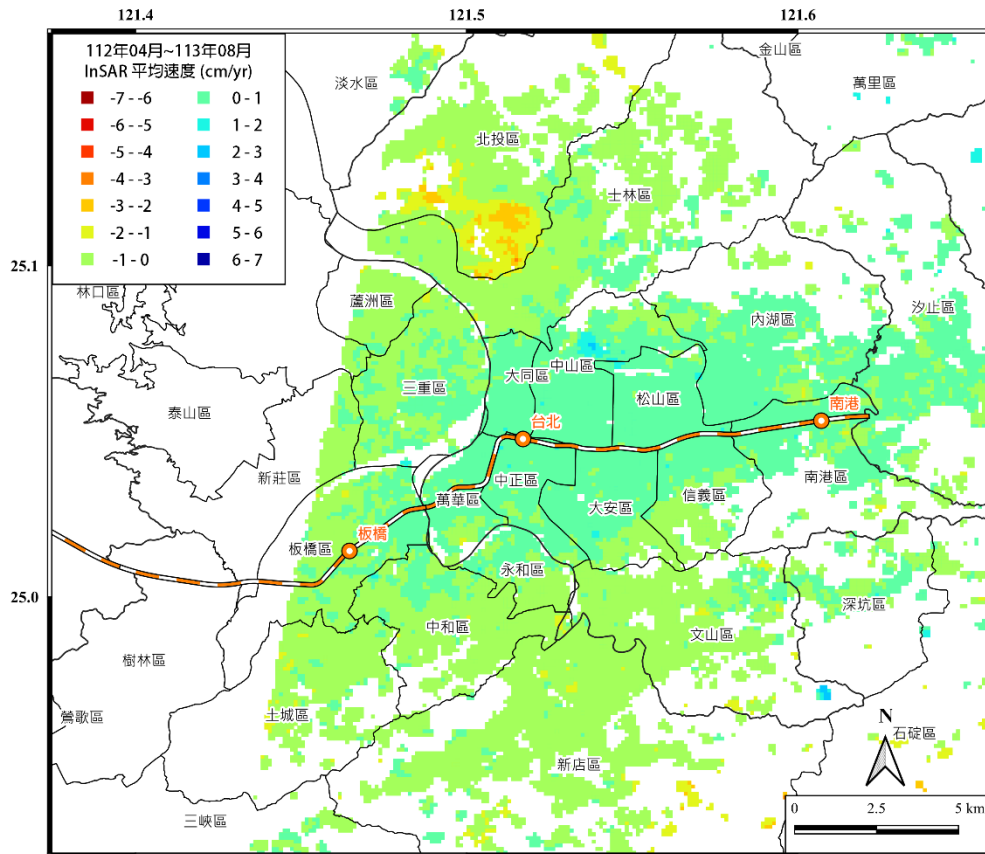 121.4 121.5 121.6
112年04月~113年08月
InSAR 平均速度 (cm/yr)
-7 - -6 0 - 1
-6 - -5 1 - 2
-5 - -4 2 - 3
-4 - -3 3 - 4
-3 - -2 4 - 5
-2 - -1 5 - 6
-1 - 0 6 - 7
金山區
淡水區
萬里區
北投區
士林區
25.1
林口區
蘆洲區
汐止區
內湖區
中山區
大同區
三重區
松山區
泰山區
南港
台北
新莊區
中正區
南港區
萬華區
信義區
大安區
板橋
板橋區
永和區
25.0
深坑區
中和區
文山區
樹林區
鶯歌區
土城區
N
石碇區
新店區
0 2.5 5 km
三峽區